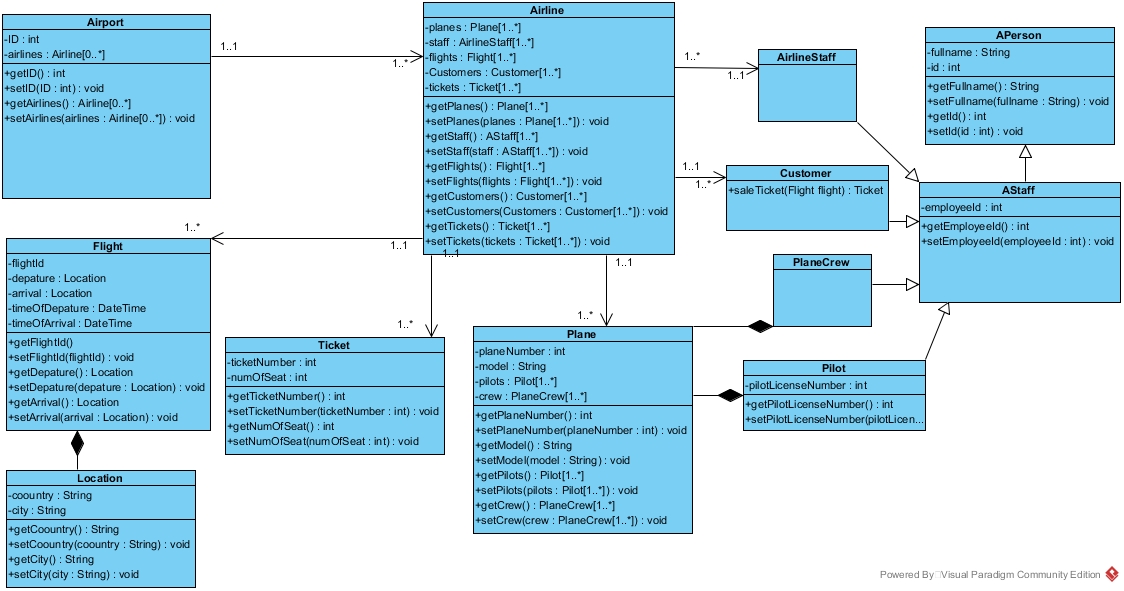 Airport
-ID : int
-airlines : Airline[0..*]
+getID() : int
+setID(ID : int) : void
+getAirlines() : Airline[0..*]
+setAirlines(airlines : Airline[0..*]) : void
1..1
1..*
Airline
-planes : Plane[1..*]
-staff : AirlineStaff[1..*]
-flights : Flight[1..*]
-Customers : Customer[1..*]
-tickets : Ticket[1..*]
+getPlanes() : Plane[1..*]
+setPlanes(planes : Plane[1..*]) : void
+getStaff() : AStaff[1..*]
+setStaff(staff : AStaff[1..*]) : void
+getFlights() : Flight[1..*]
+setFlights(flights : Flight[1..*]) : void
+getCustomers() : Customer[1..*]
+setCustomers(Customers : Customer[1..*]) : void
+getTickets() : Ticket[1..*]
+setTickets(tickets : Ticket[1..*]) : void
1..*
1..1
AirlineStaff
APerson
-fullname : String
-id : int
+getFullname() : String
+setFullname(fullname : String) : void
+getId() : int
+setId(id : int) : void
1..1
1..*
Customer
+saleTicket(Flight flight) : Ticket
AStaff
-employeeId : int
+getEmployeeId() : int
+setEmployeeId(employeeId : int) : void
1..*
1..1
Flight
-flightId
-depature : Location
-arrival : Location
-timeOfDepature : DateTime
-timeOfArrival : DateTime
+getFlightId()
+setFlightId(flightId) : void
+getDepature() : Location
+setDepature(depature : Location) : void
+getArrival() : Location
+setArrival(arrival : Location) : void
1..1
1..*
Ticket
-ticketNumber : int
-numOfSeat : int
+getTicketNumber() : int
+setTicketNumber(ticketNumber : int) : void
+getNumOfSeat() : int
+setNumOfSeat(numOfSeat : int) : void
1..1
1..*
Plane
-planeNumber : int
-model : String
-pilots : Pilot[1..*]
-crew : PlaneCrew[1..*]
+getPlaneNumber() : int
+setPlaneNumber(planeNumber : int) : void
+getModel() : String
+setModel(model : String) : void
+getPilots() : Pilot[1..*]
+setPilots(pilots : Pilot[1..*]) : void
+getCrew() : PlaneCrew[1..*]
+setCrew(crew : PlaneCrew[1..*]) : void
PlaneCrew
Pilot
-pilotLicenseNumber : int
+getPilotLicenseNumber() : int
+setPilotLicenseNumber(pilotLicen...
Location
-coountry : String
-city : String
+getCoountry() : String
+setCoountry(coountry : String) : void
+getCity() : String
+setCity(city : String) : void
Powered By Visual Paradigm Community Edition